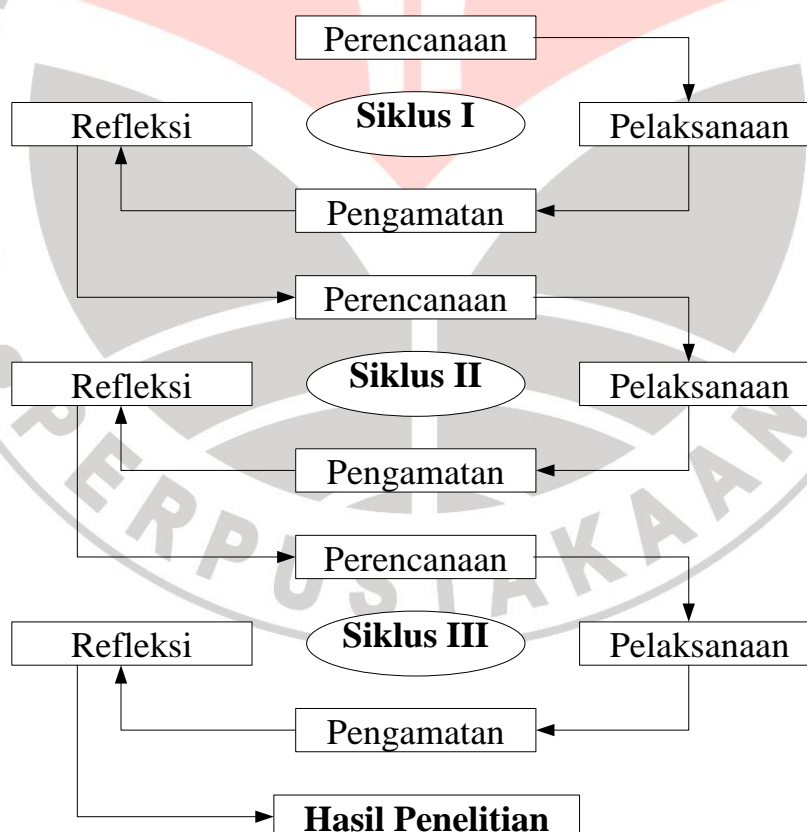 Perencanaan
Refleksi
Siklus I
Pelaksanaan
Pengamatan
Perencanaan
Refleksi
Siklus II
Pelaksanaan
Pengamatan
Perencanaan
Refleksi
Siklus III
Pelaksanaan
Pengamatan
Hasil Penelitian
PERPUSTAKAAN